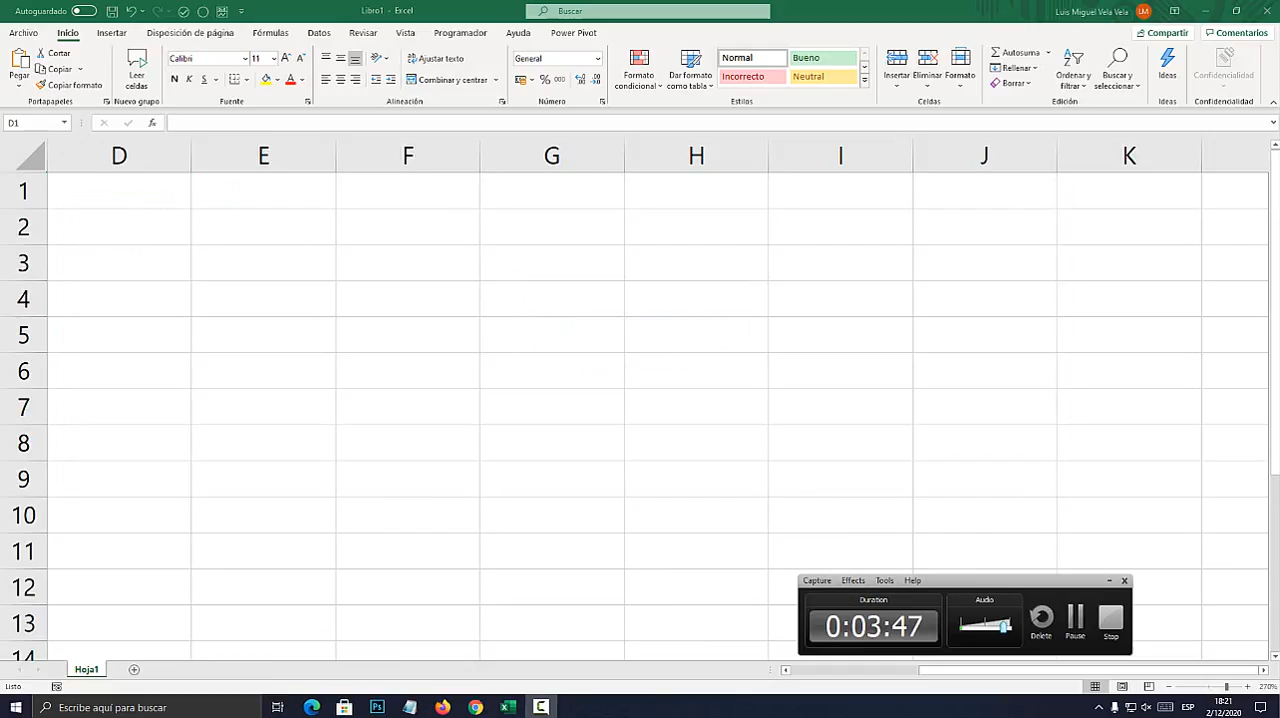 Autoguardado Libro1 - Excel Buscar Luis Miguel Vela Vela LM
Archivo Inicio Insertar Disposición de página Fórmulas Datos Revisar Vista Programador Ayuda Power Pivot Compartir Comentarios
Pegar Cortar Copiar Copiar formato Portapapeles
Leer celdas Nuevo grupo
Calibri 11 N K S Fuente
Ajustar texto Combinar y centrar Alineación
General % 000 Número
Formato condicional Dar formato como tabla Normal Bueno Incorrecto Neutral Estilos
Insertar Eliminar Formato Celdas
Autosuma Rellenar Borrar Ordenar y filtrar Buscar y seleccionar Edición
Ideas Ideas
Confidencialidad Confidencialidad
D1 fx
D E F G H I J K
1
2
3
4
5
6
7
8
9
10
11
12
13
14
Capture Effects Tools Help
Duration Audio
0:03:47 Delete Pause Stop
Hoja1
Listo 270%
Escribe aquí para buscar ESP 18:21
2/12/2020